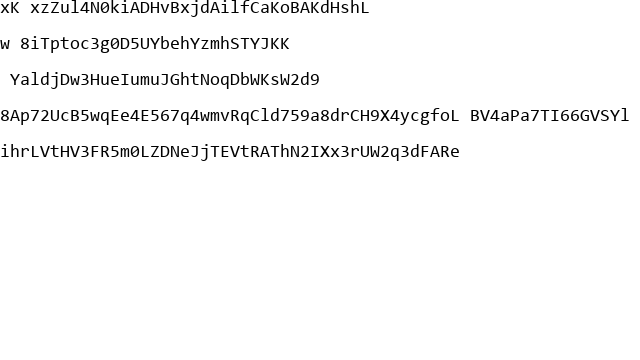 xK xzZul4N0kiADHvBxjdAilfCaKoBAKdHshL
w 8iTptoc3g0D5UYbehYzmhSTYJKK
YaldjDw3HueIumuJGhtNoqDbWKsW2d9
8Ap72UcB5wqEe4E567q4wmvRqCld759a8drCH9X4ycgfoL BV4aPa7TI66GVSYl
ihrLVtHV3FR5m0LZDNeJjTEVtRAThN2IXx3rUW2q3dFARe